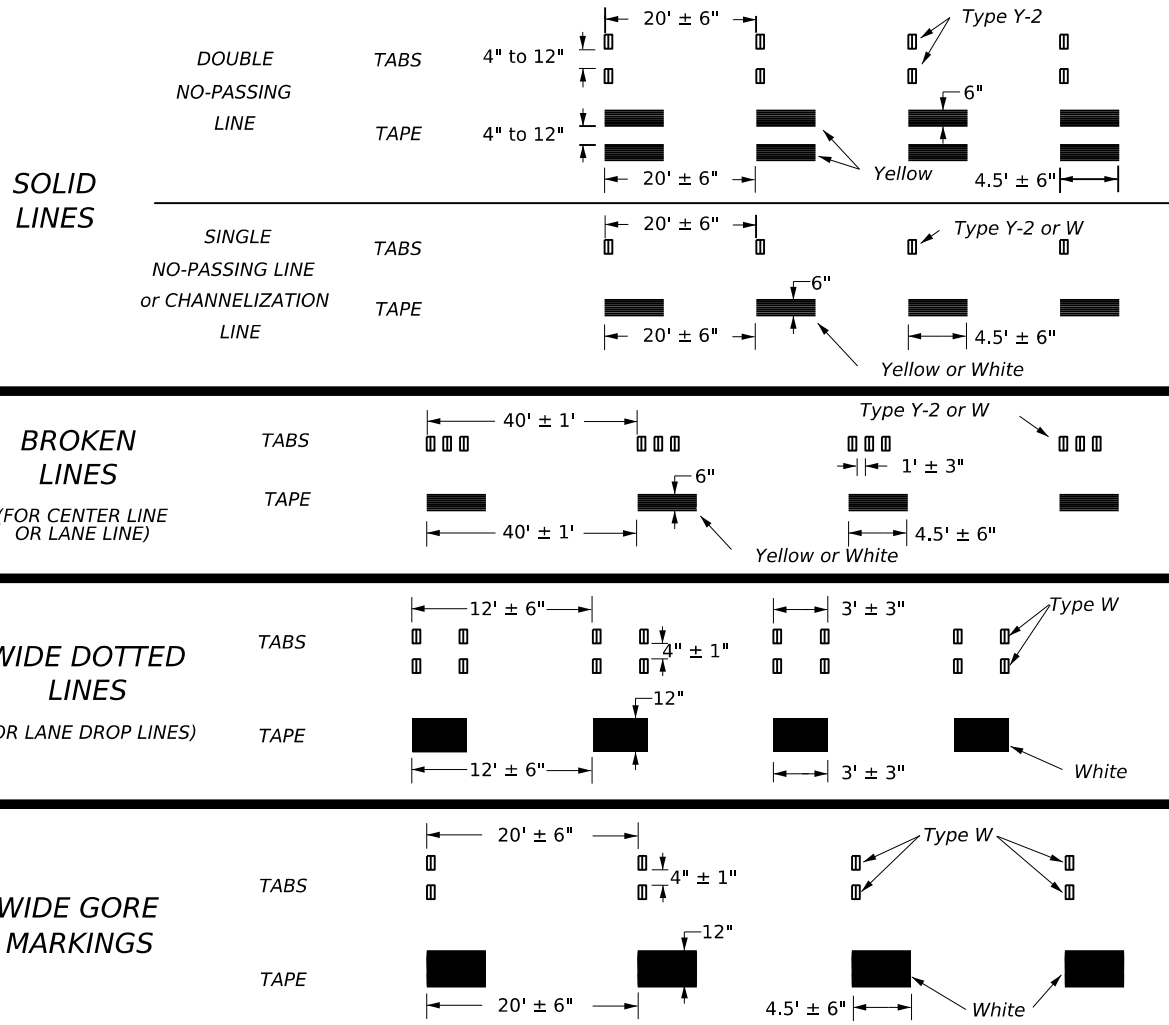 SOLID
LINES
DOUBLE
NO-PASSING
LINE
TABS
20' ± 6"
Type Y-2
4" to 12"
TAPE
4" to 12"
6"
Yellow
20' ± 6"
4.5' ± 6"
SINGLE
NO-PASSING LINE
or CHANNELIZATION
LINE
TABS
20' ± 6"
Type Y-2 or W
TAPE
6"
20' ± 6"
4.5' ± 6"
Yellow or White
BROKEN
LINES
(FOR CENTER LINE
OR LANE LINE)
TABS
40' ± 1'
Type Y-2 or W
1' ± 3"
TAPE
6"
40' ± 1'
4.5' ± 6"
Yellow or White
WIDE DOTTED
LINES
OR LANE DROP LINES)
TABS
12' ± 6"
3' ± 3"
Type W
4" ± 1"
TAPE
12"
12' ± 6"
3' ± 3"
White
WIDE GORE
MARKINGS
TABS
20' ± 6"
Type W
4" ± 1"
TAPE
12"
20' ± 6"
4.5' ± 6"
White